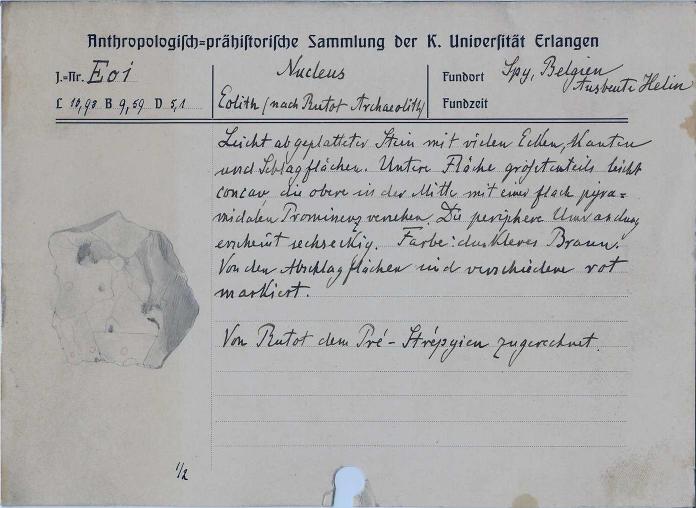 Anthropologisch=prähistorische Sammlung der K. Universität Erlangen
J.=Nr. Eoi
Nucleus
Fundort Spy, Belgien
Ausbeute Helin
L 10,98 B 9,59 D 5,1
Eolith (nach Rutot Archaeolith)
Fundzeit
Leicht abgeplatteter Stein mit vielen Ecken, Kanten
und Schlagflächen. Untere Fläche größtenteils leicht
concav, die obere in der Mitte mit einer flach pyra=
midalen Prominenz versehen. Die periphere Umrandung
erscheint sechseckig. Farbe: dunkleres Braun.
Von den Abschlagflächen sind verschiedene rot
markiert.
Von Rutot dem Pré-Strépyien zugerechnet.
1/2